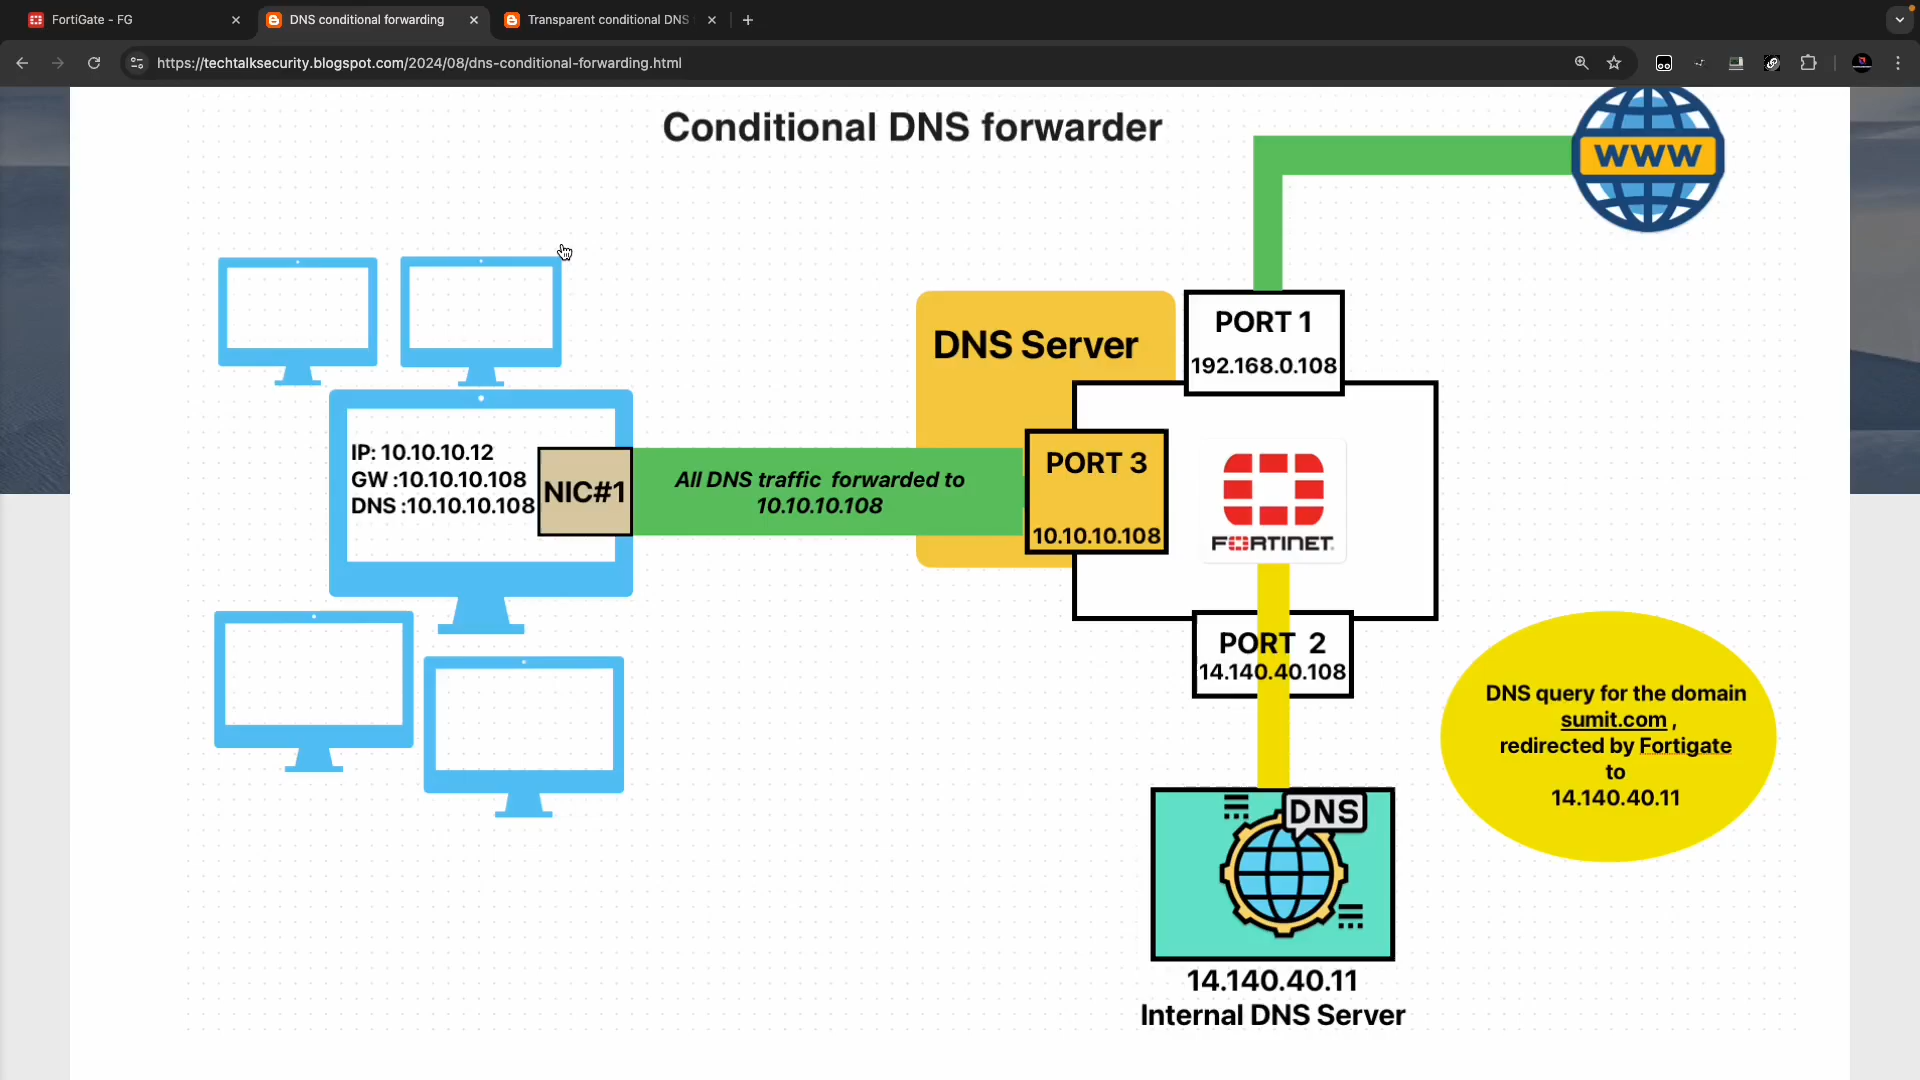 FortiGate - FG
DNS conditional forwarding
Transparent conditional DNS
https://techtalksecurity.blogspot.com/2024/08/dns-conditional-forwarding.html
Conditional DNS forwarder
WWW
DNS Server
PORT 1
192.168.0.108
IP: 10.10.10.12
GW :10.10.10.108
DNS :10.10.10.108
NIC#1
All DNS traffic forwarded to
10.10.10.108
PORT 3
10.10.10.108
FORTINET
PORT 2
14.140.40.108
DNS query for the domain
sumit.com ,
redirected by Fortigate
to
14.140.40.11
DNS
14.140.40.11
Internal DNS Server